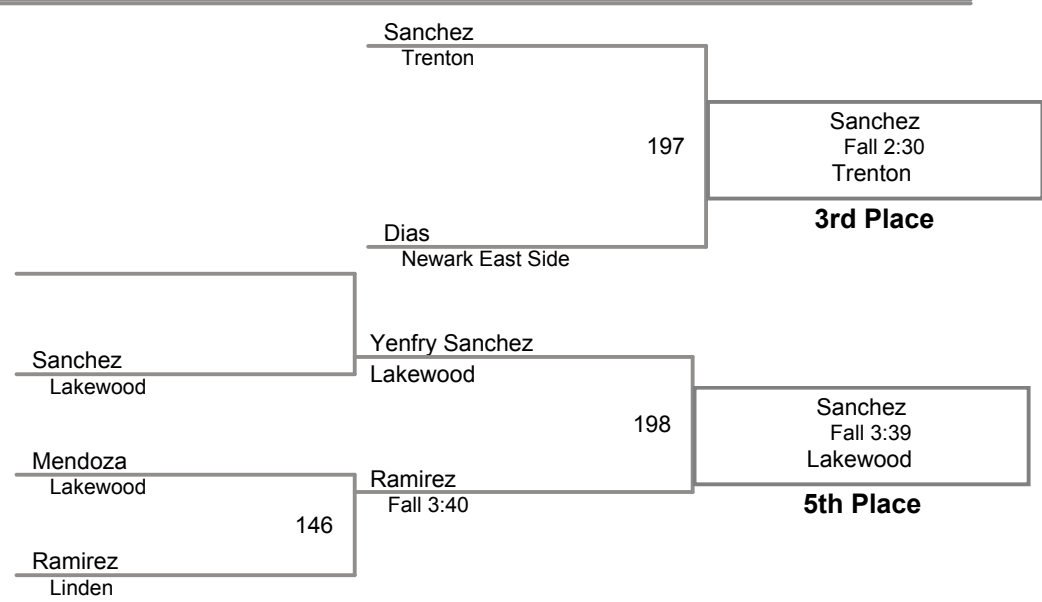 Sanchez
Trenton
197
Sanchez
Fall 2:30
Trenton
3rd Place
Dias
Newark East Side
Sanchez
Lakewood
Yenfry Sanchez
Lakewood
198
Sanchez
Fall 3:39
Lakewood
5th Place
Mendoza
Lakewood
146
Ramirez
Fall 3:40
Ramirez
Linden